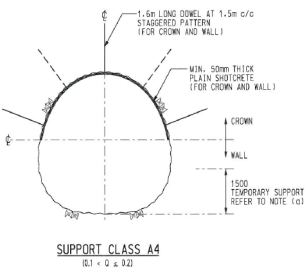 1.6m LONG DOWEL AT 1.5m c/c
STAGGERED PATTERN
(FOR CROWN AND WALL)
MIN. 50mm THICK
PLAIN SHOTCRETE
(FOR CROWN AND WALL)
CROWN
WALL
1500
TEMPORARY SUPPORT
REFER TO NOTE (a)
SUPPORT CLASS A4
(0.1 < Q ≤ 0.2)